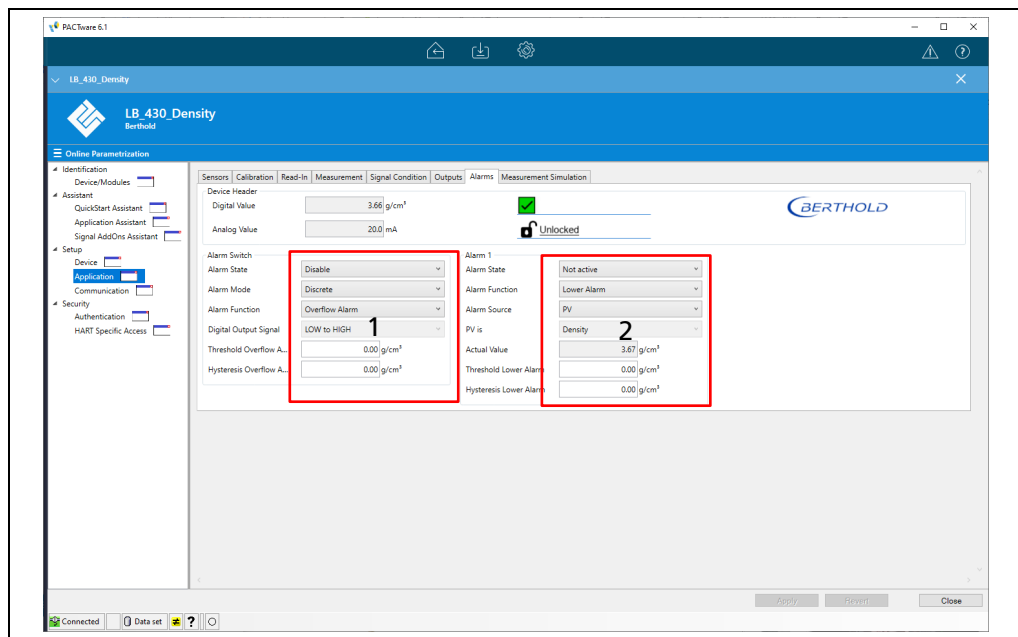 PACTware 6.1
LB_430_Density
LB_430_Density
Berthold
Online Parametrization
Identification
Device/Modules
Assistant
QuickStart Assistant
Application Assistant
Signal AddOns Assistant
Setup
Device
Application
Communication
Security
Authentication
HART Specific Access
Sensors Calibration Read-In Measurement Signal Condition Outputs Alarms Measurement Simulation
Device Header
Digital Value 3.66 g/cm³
Analog Value 20.0 mA Unlocked
BERTHOLD
Alarm Switch
Alarm State Disable
Alarm Mode Discrete
Alarm Function Overflow Alarm
Digital Output Signal LOW to HIGH
Threshold Overflow A... 0.00 g/cm³
Hysteresis Overflow A... 0.00 g/cm³
1
Alarm 1
Alarm State Not active
Alarm Function Lower Alarm
Alarm Source PV
PV is Density
Actual Value 3.67 g/cm³
Threshold Lower Alarm 0.00 g/cm³
Hysteresis Lower Alarm 0.00 g/cm³
2
Apply Revert Close
Connected Data set